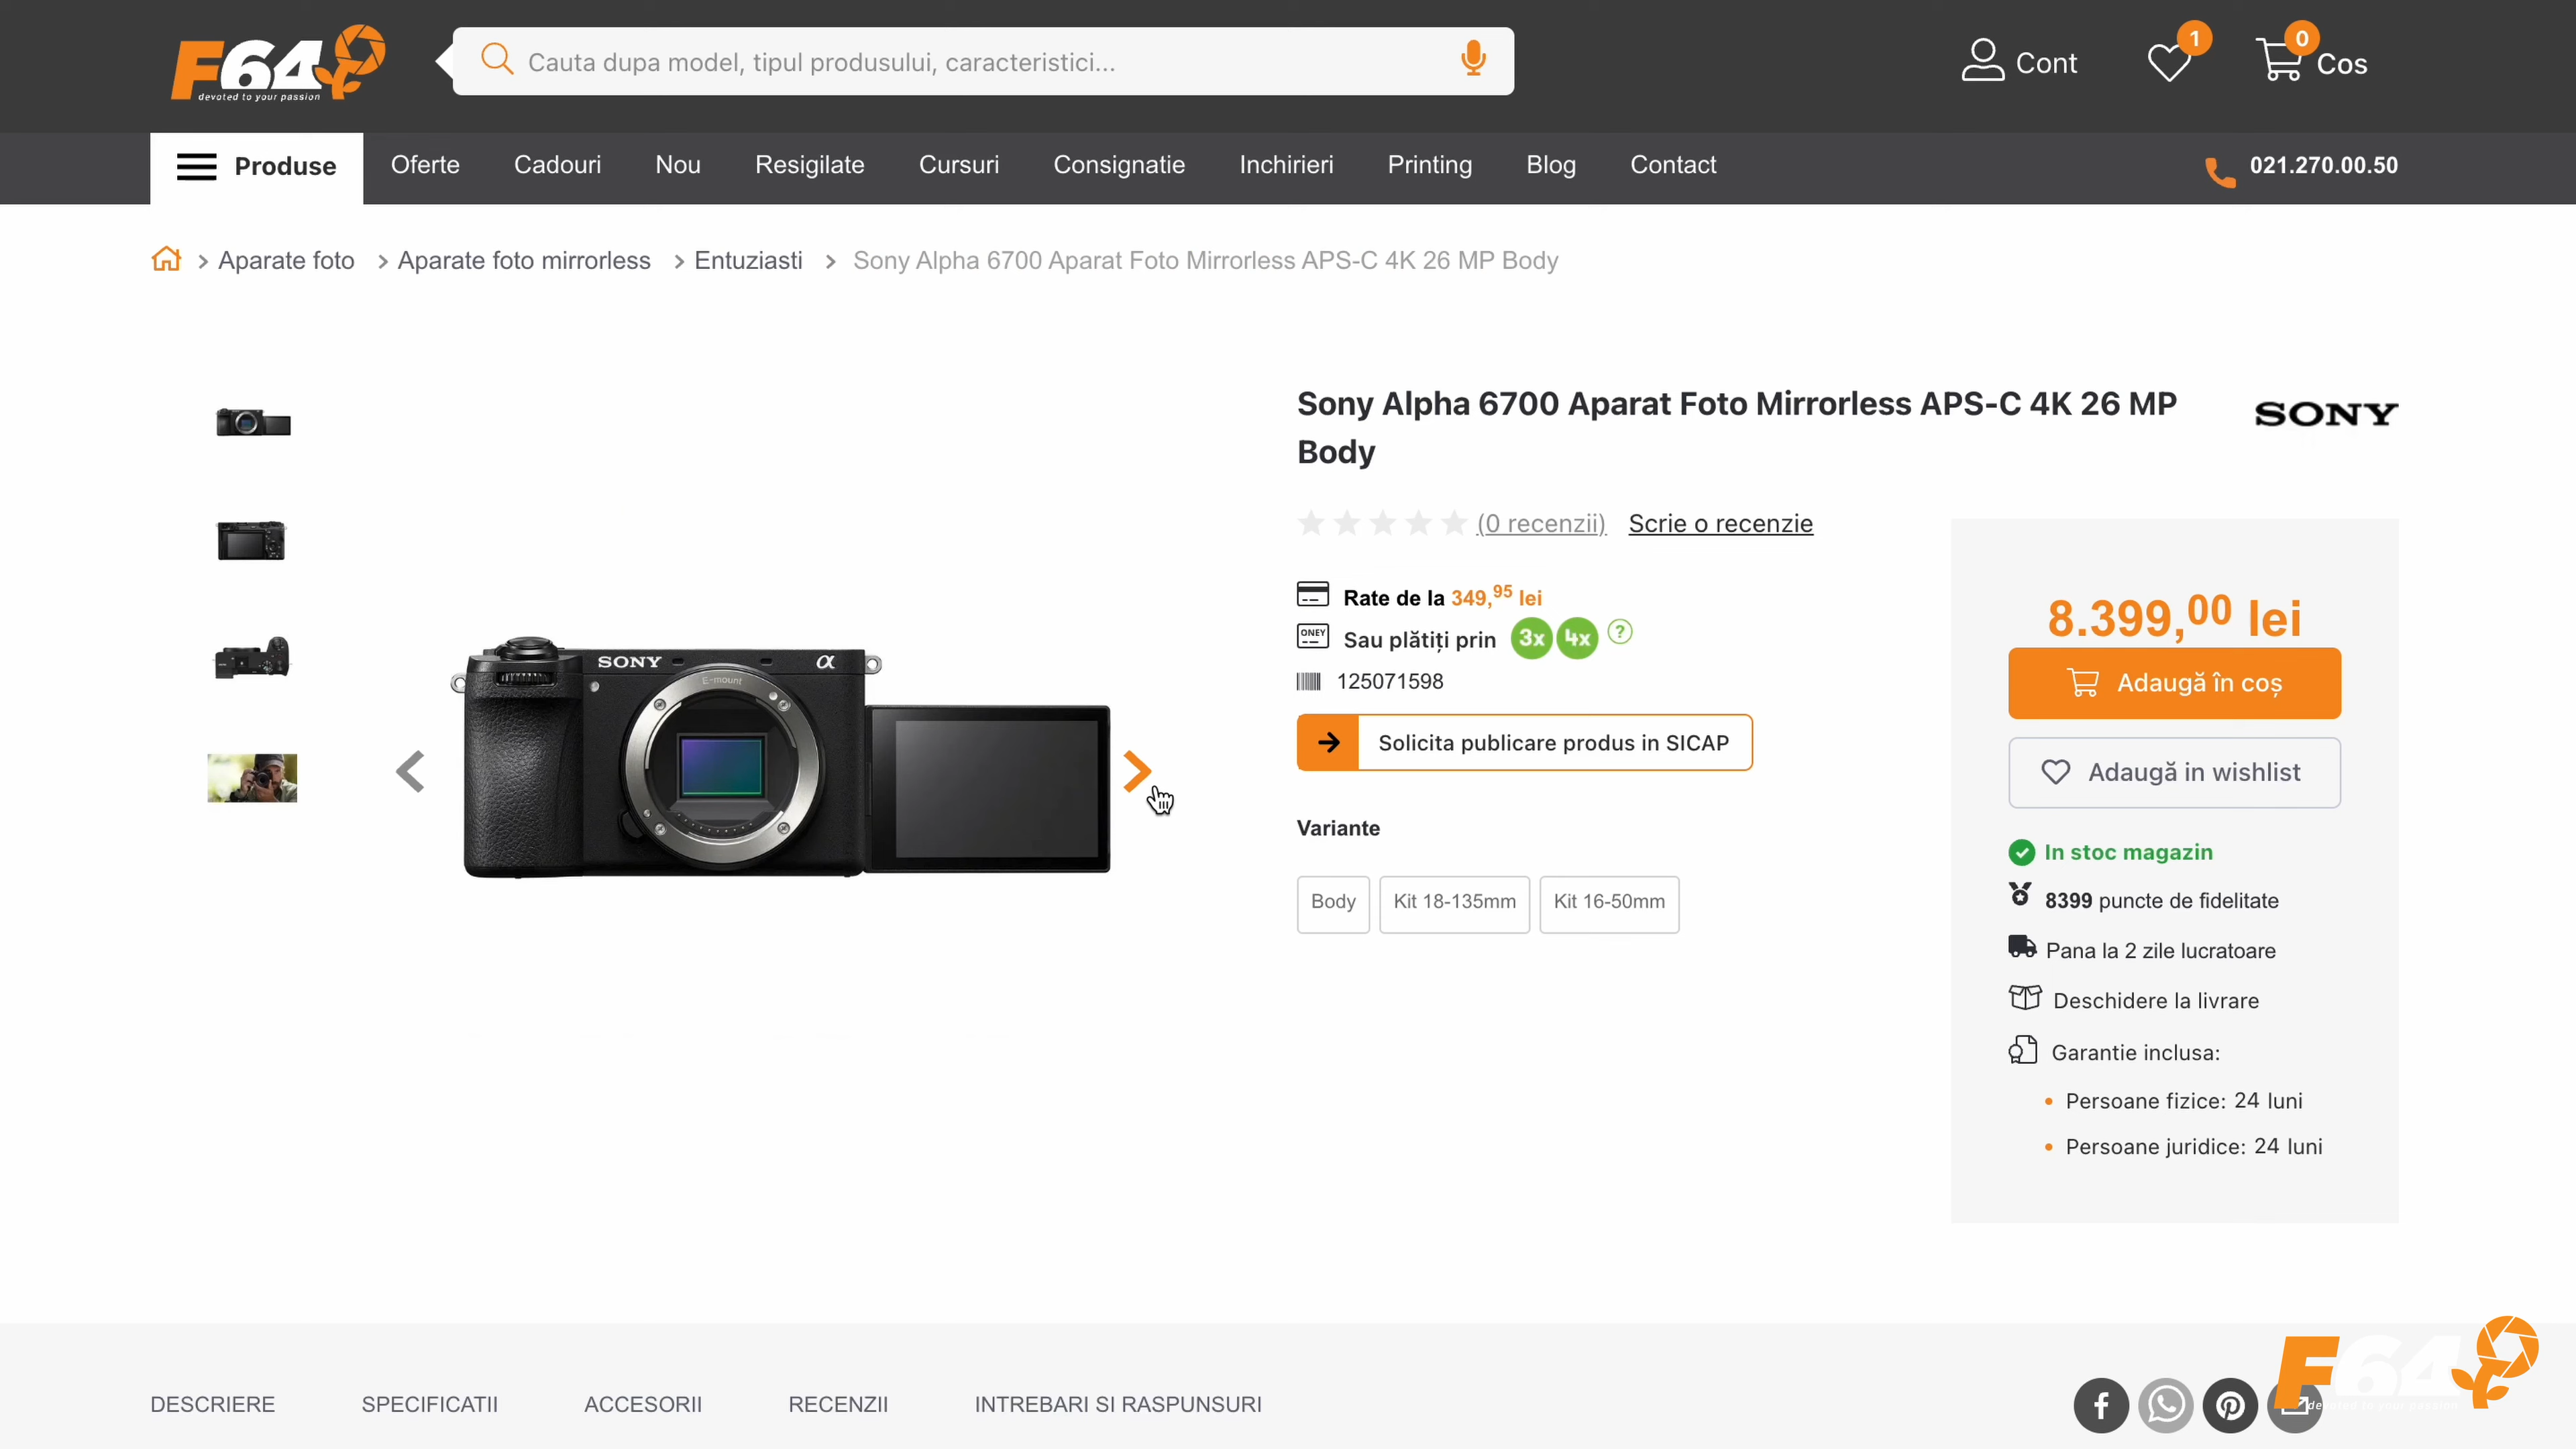 F64
devoted to your passion
Cauta dupa model, tipul produsului, caracteristici...
Cont
1
0
Cos
Produse
Oferte
Cadouri
Nou
Resigilate
Cursuri
Consignatie
Inchirieri
Printing
Blog
Contact
021.270.00.50
> Aparate foto > Aparate foto mirrorless > Entuziasti > Sony Alpha 6700 Aparat Foto Mirrorless APS-C 4K 26 MP Body
Sony Alpha 6700 Aparat Foto Mirrorless APS-C 4K 26 MP
Body
SONY
(0 recenzii) Scrie o recenzie
Rate de la 349,95 lei
ONEY Sau plătiți prin 3x 4x ?
125071598
Solicita publicare produs in SICAP
Variante
Body
Kit 18-135mm
Kit 16-50mm
SONY
α
E-mount
8.399,00 lei
Adaugă în coș
Adaugă in wishlist
In stoc magazin
8399 puncte de fidelitate
Pana la 2 zile lucratoare
Deschidere la livrare
Garantie inclusa:
• Persoane fizice: 24 luni
• Persoane juridice: 24 luni
DESCRIERE
SPECIFICATII
ACCESORII
RECENZII
INTREBARI SI RASPUNSURI
F64
devoted to your passion